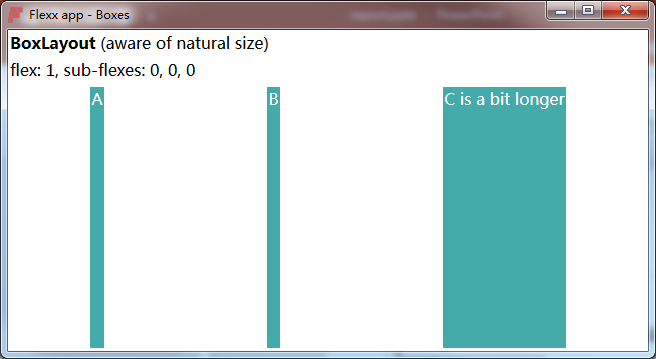 Flexx app - Boxes
BoxLayout (aware of natural size)
flex: 1, sub-flexes: 0, 0, 0
A B C is a bit longer